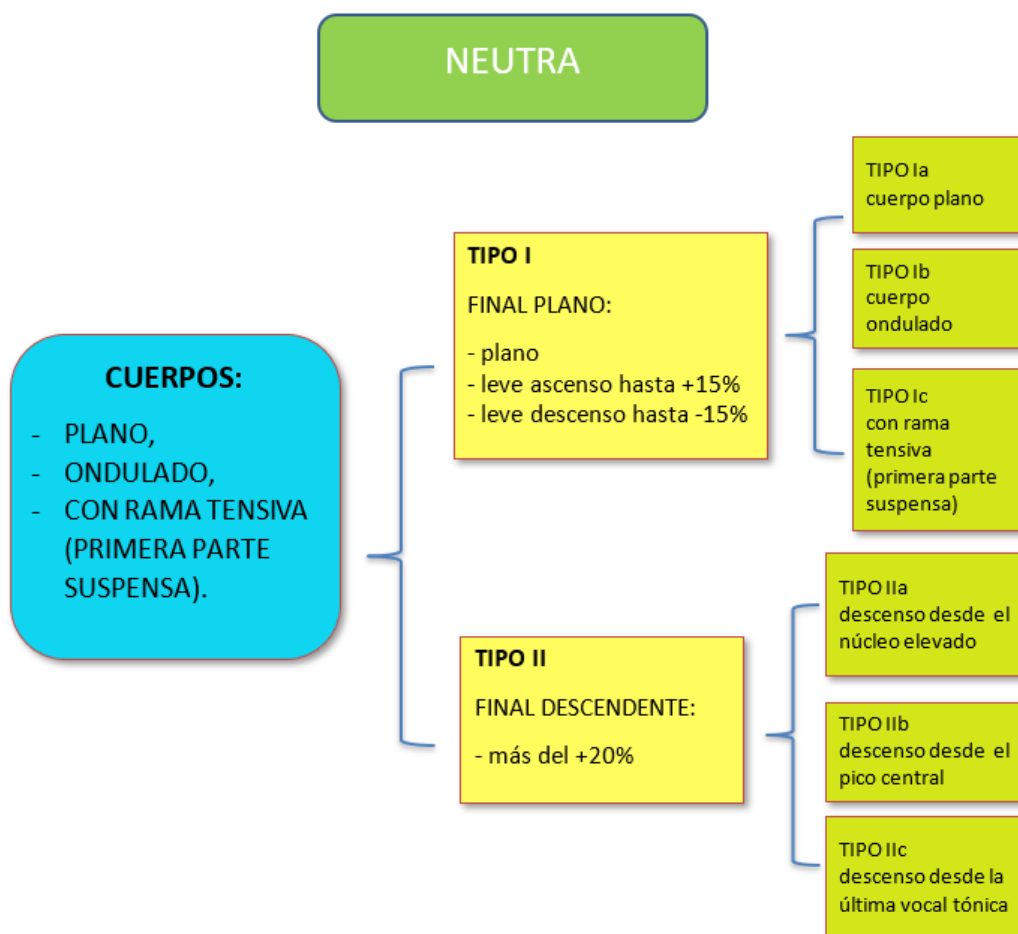 NEUTRA
CUERPOS:
- PLANO,
- ONDULADO,
- CON RAMA TENSIVA
(PRIMERA PARTE
SUSPENSA).
TIPO I
FINAL PLANO:
- plano
- leve ascenso hasta +15%
- leve descenso hasta -15%
TIPO Ia
cuerpo plano
TIPO Ib
cuerpo
ondulado
TIPO Ic
con rama
tensiva
(primera parte
suspensa)
TIPO II
FINAL DESCENDENTE:
- más del +20%
TIPO IIa
descenso desde el
núcleo elevado
TIPO IIb
descenso desde el
pico central
TIPO IIc
descenso desde la
última vocal tónica